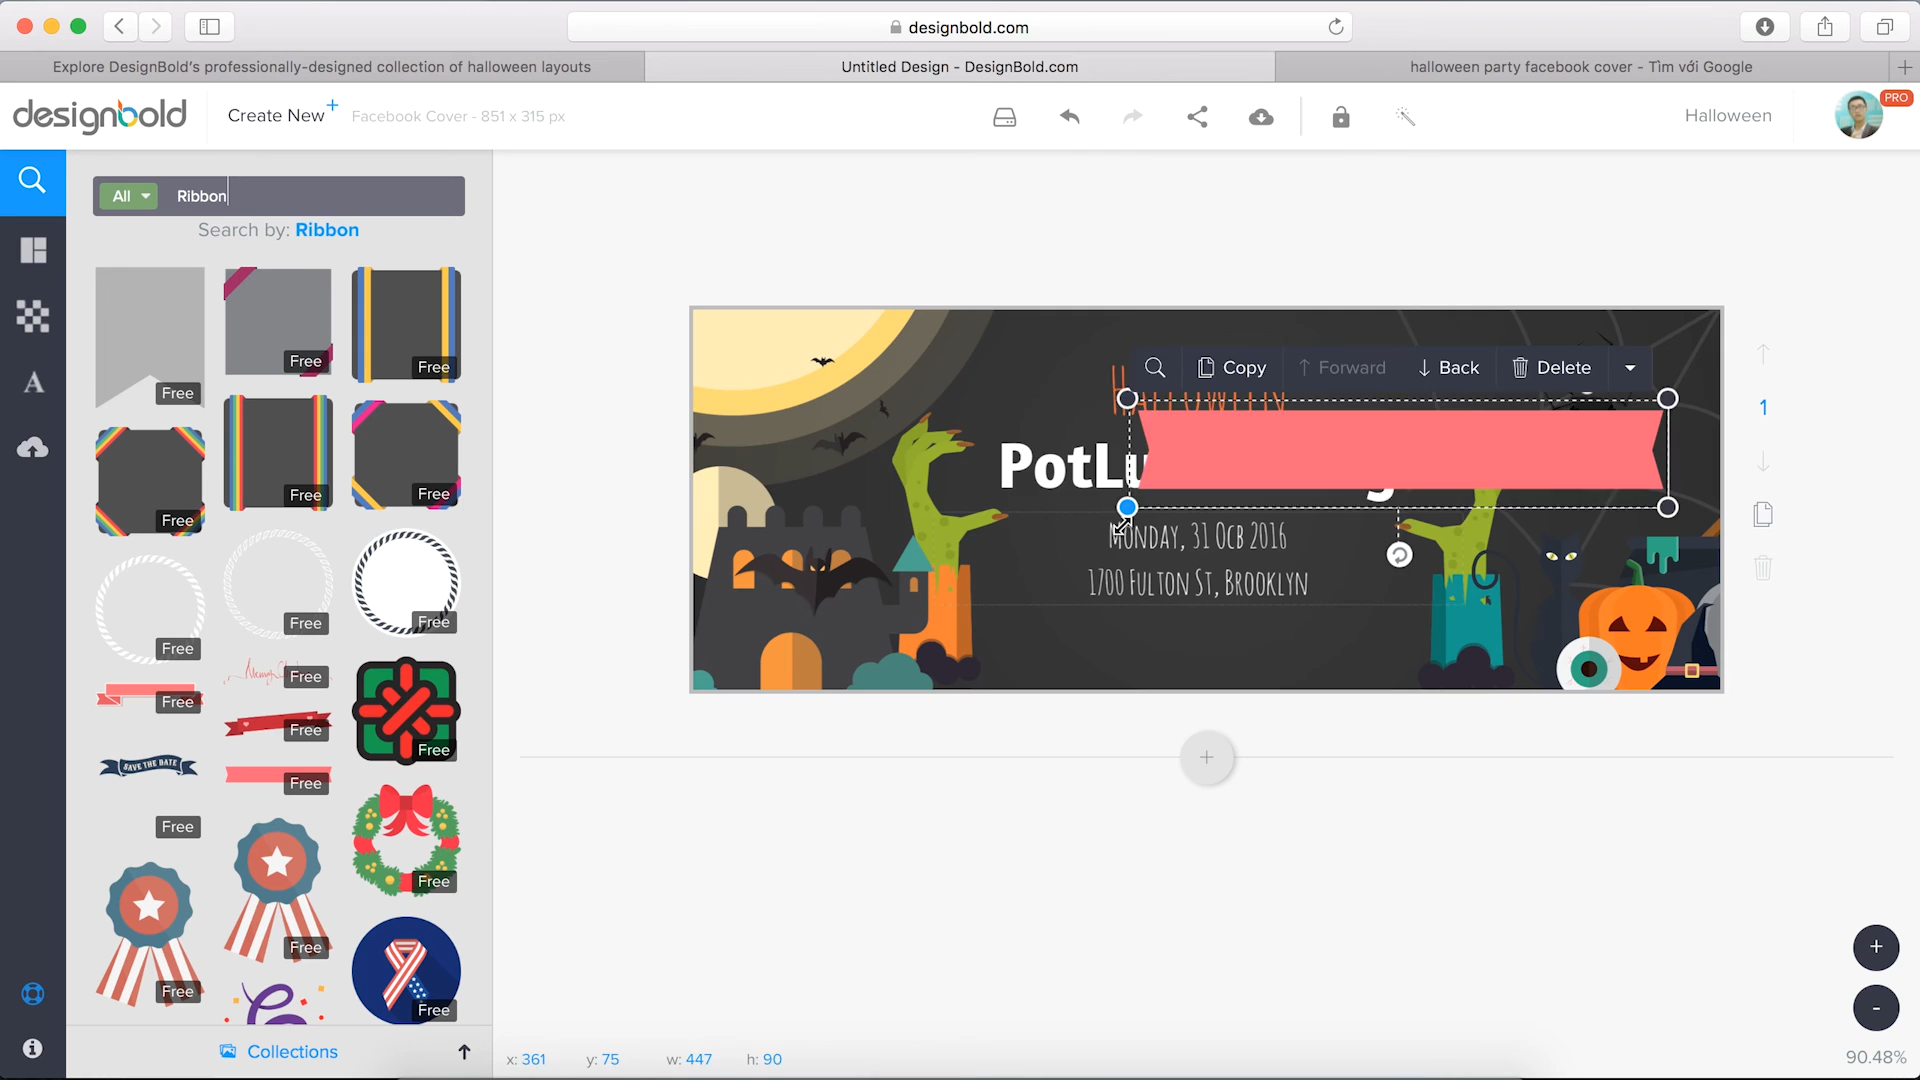 designbold.com
Explore DesignBold's professionally-designed collection of halloween layouts
Untitled Design - DesignBold.com
halloween party facebook cover - Tìm với Google
designbold
Create New
Facebook Cover - 851 x 315 px
Halloween
PRO
All
Ribbon
Search by: Ribbon
Free
Free
Free
Free
Free
Free
Free
Free
Free
Free
Free
Free
Free
SAVE THE DATE
Free
Free
Free
Free
Free
Free
Collections
Copy
Forward
Back
Delete
HALLOWEEN
PotLu
g
MONDAY, 31 OCB 2016
1700 FULTON ST, BROOKLYN
1
x: 361
y: 75
w: 447
h: 90
90.48%